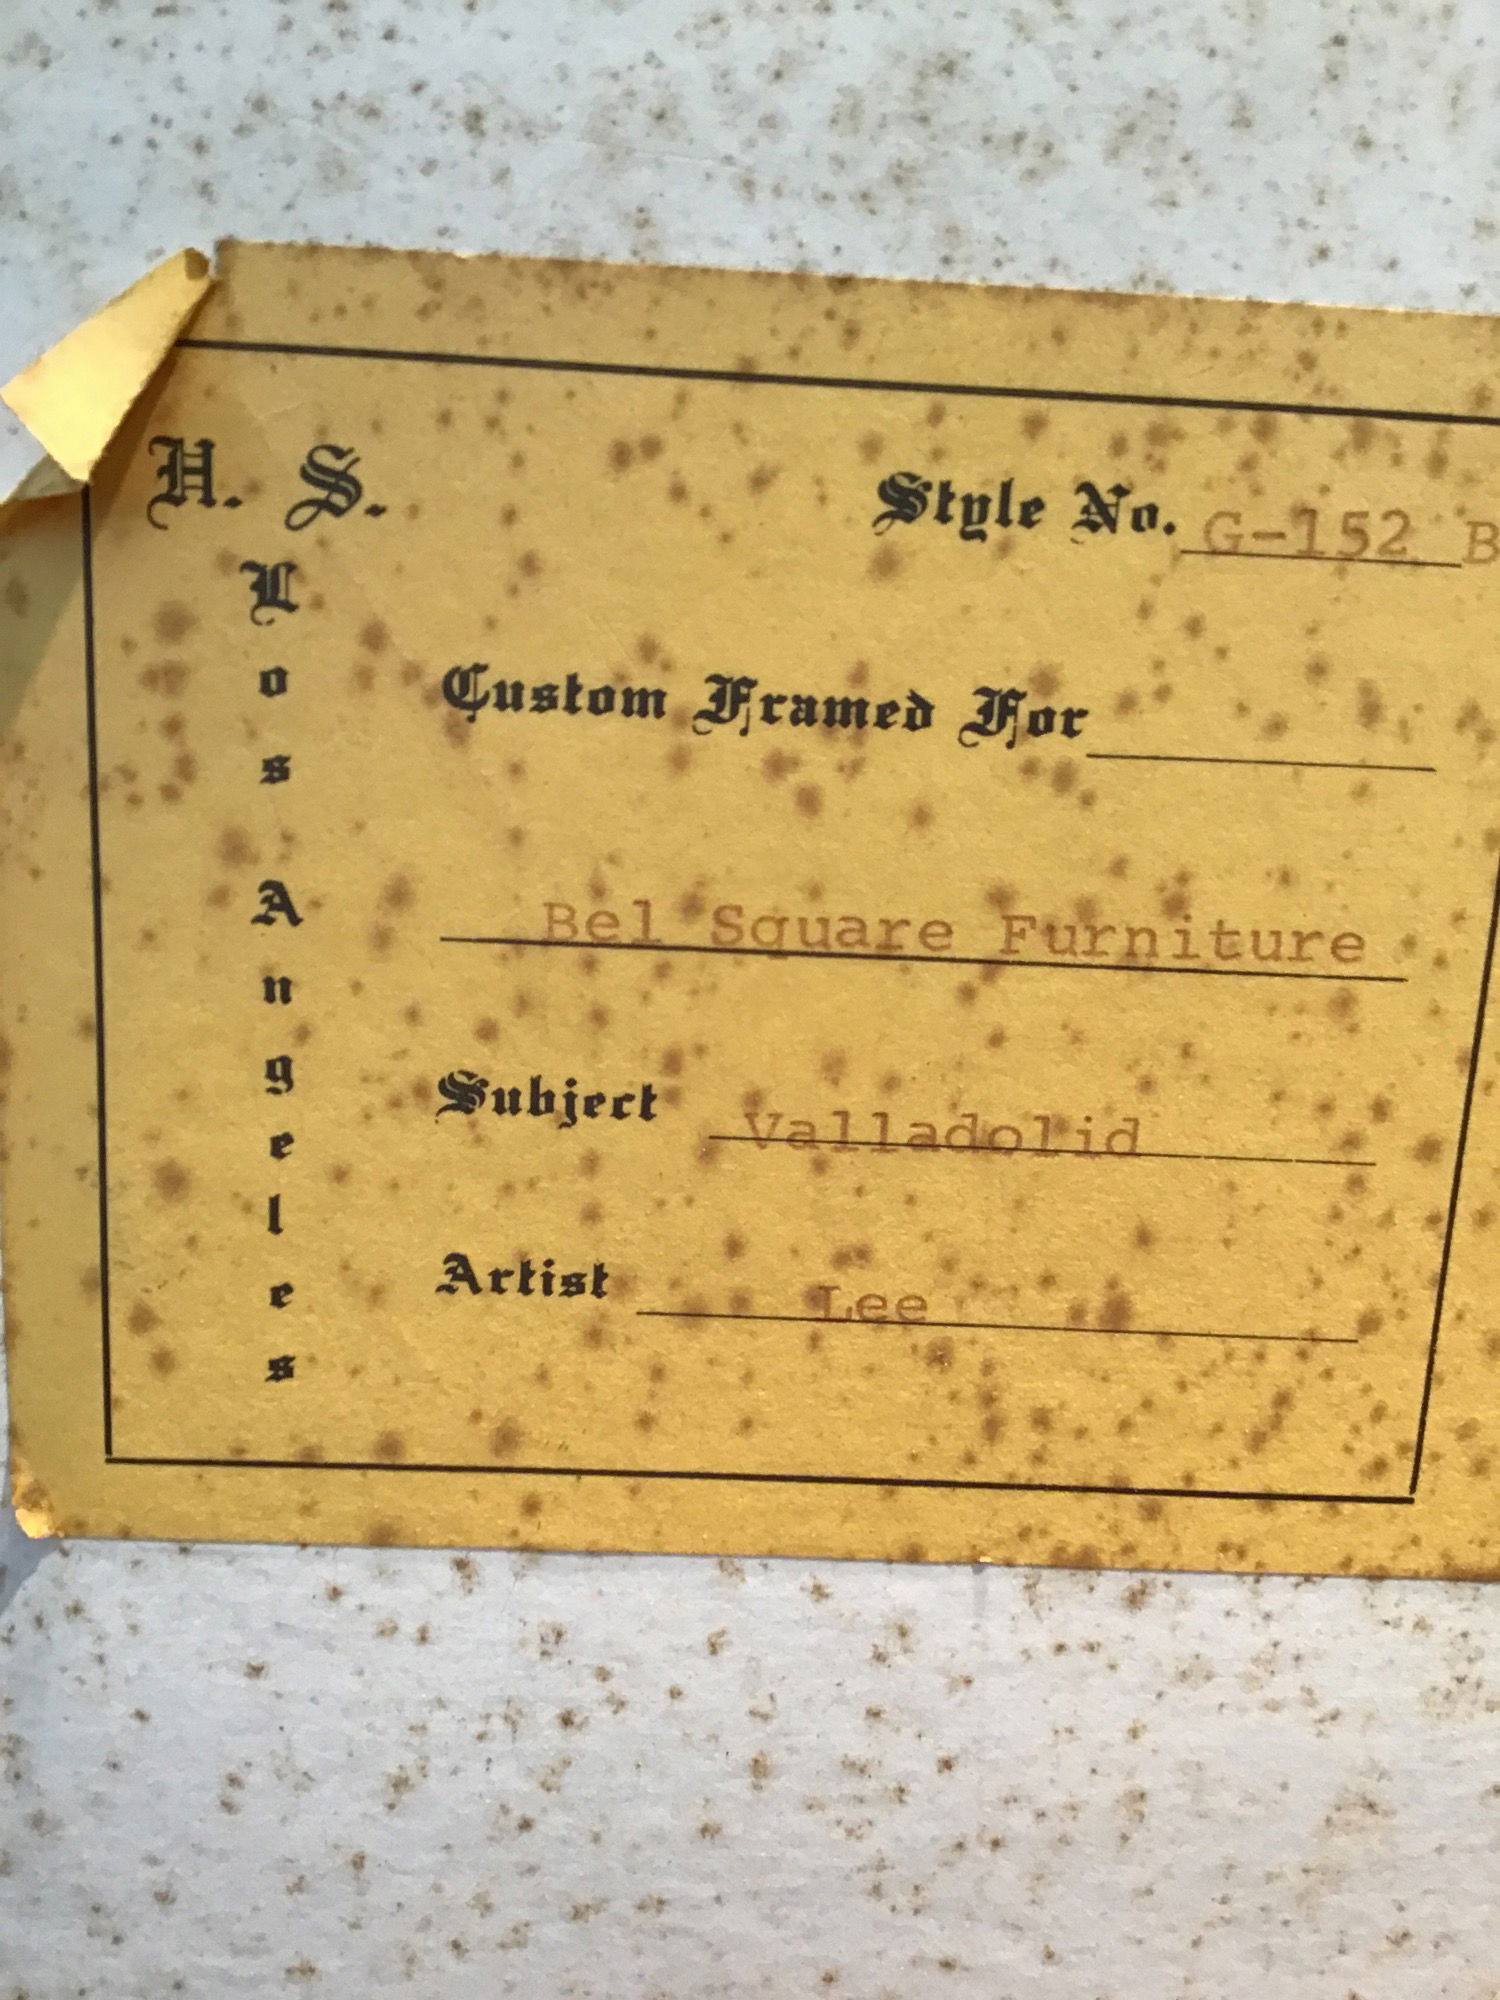 H. S.
Los Angeles
Style No. G-152 B
Custom Framed For
Bel Square Furniture
Subject Valladolid
Artist Lee